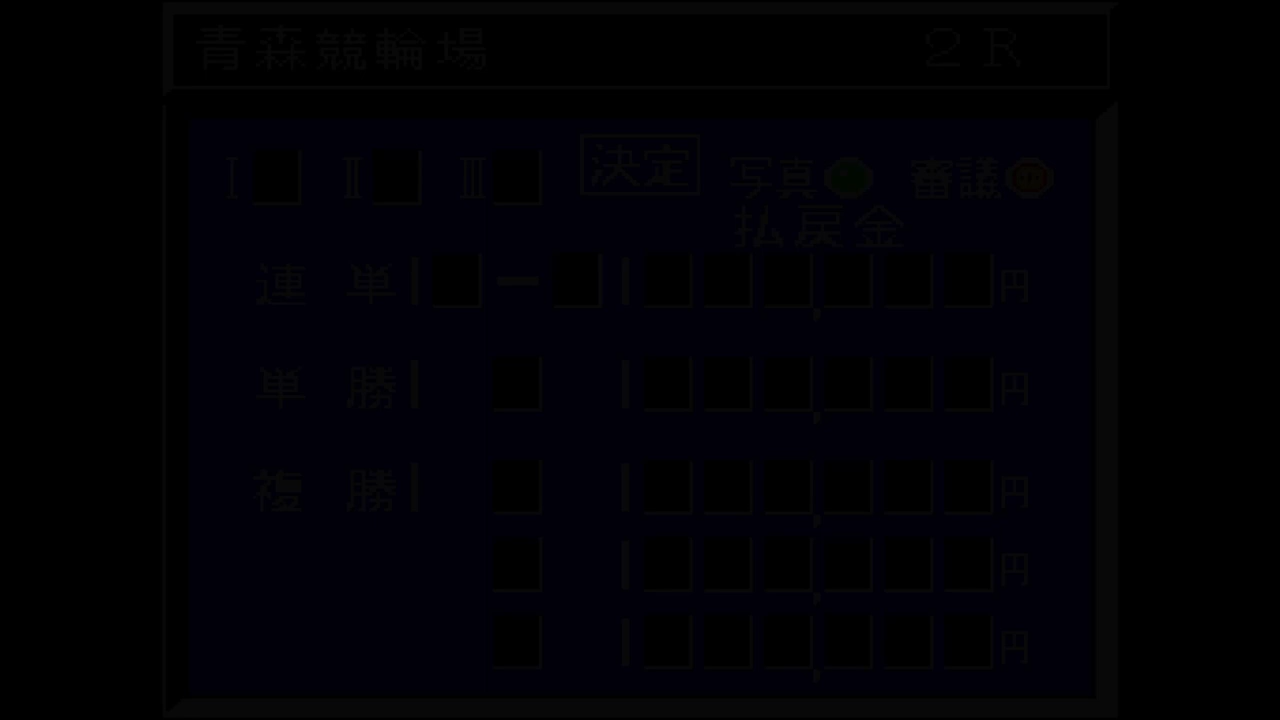 青森競輪場 2R
Ⅰ Ⅱ Ⅲ 決定 写真 審議
払戻金
連単 ー , 円
単勝 , 円
複勝 , 円
, 円
, 円